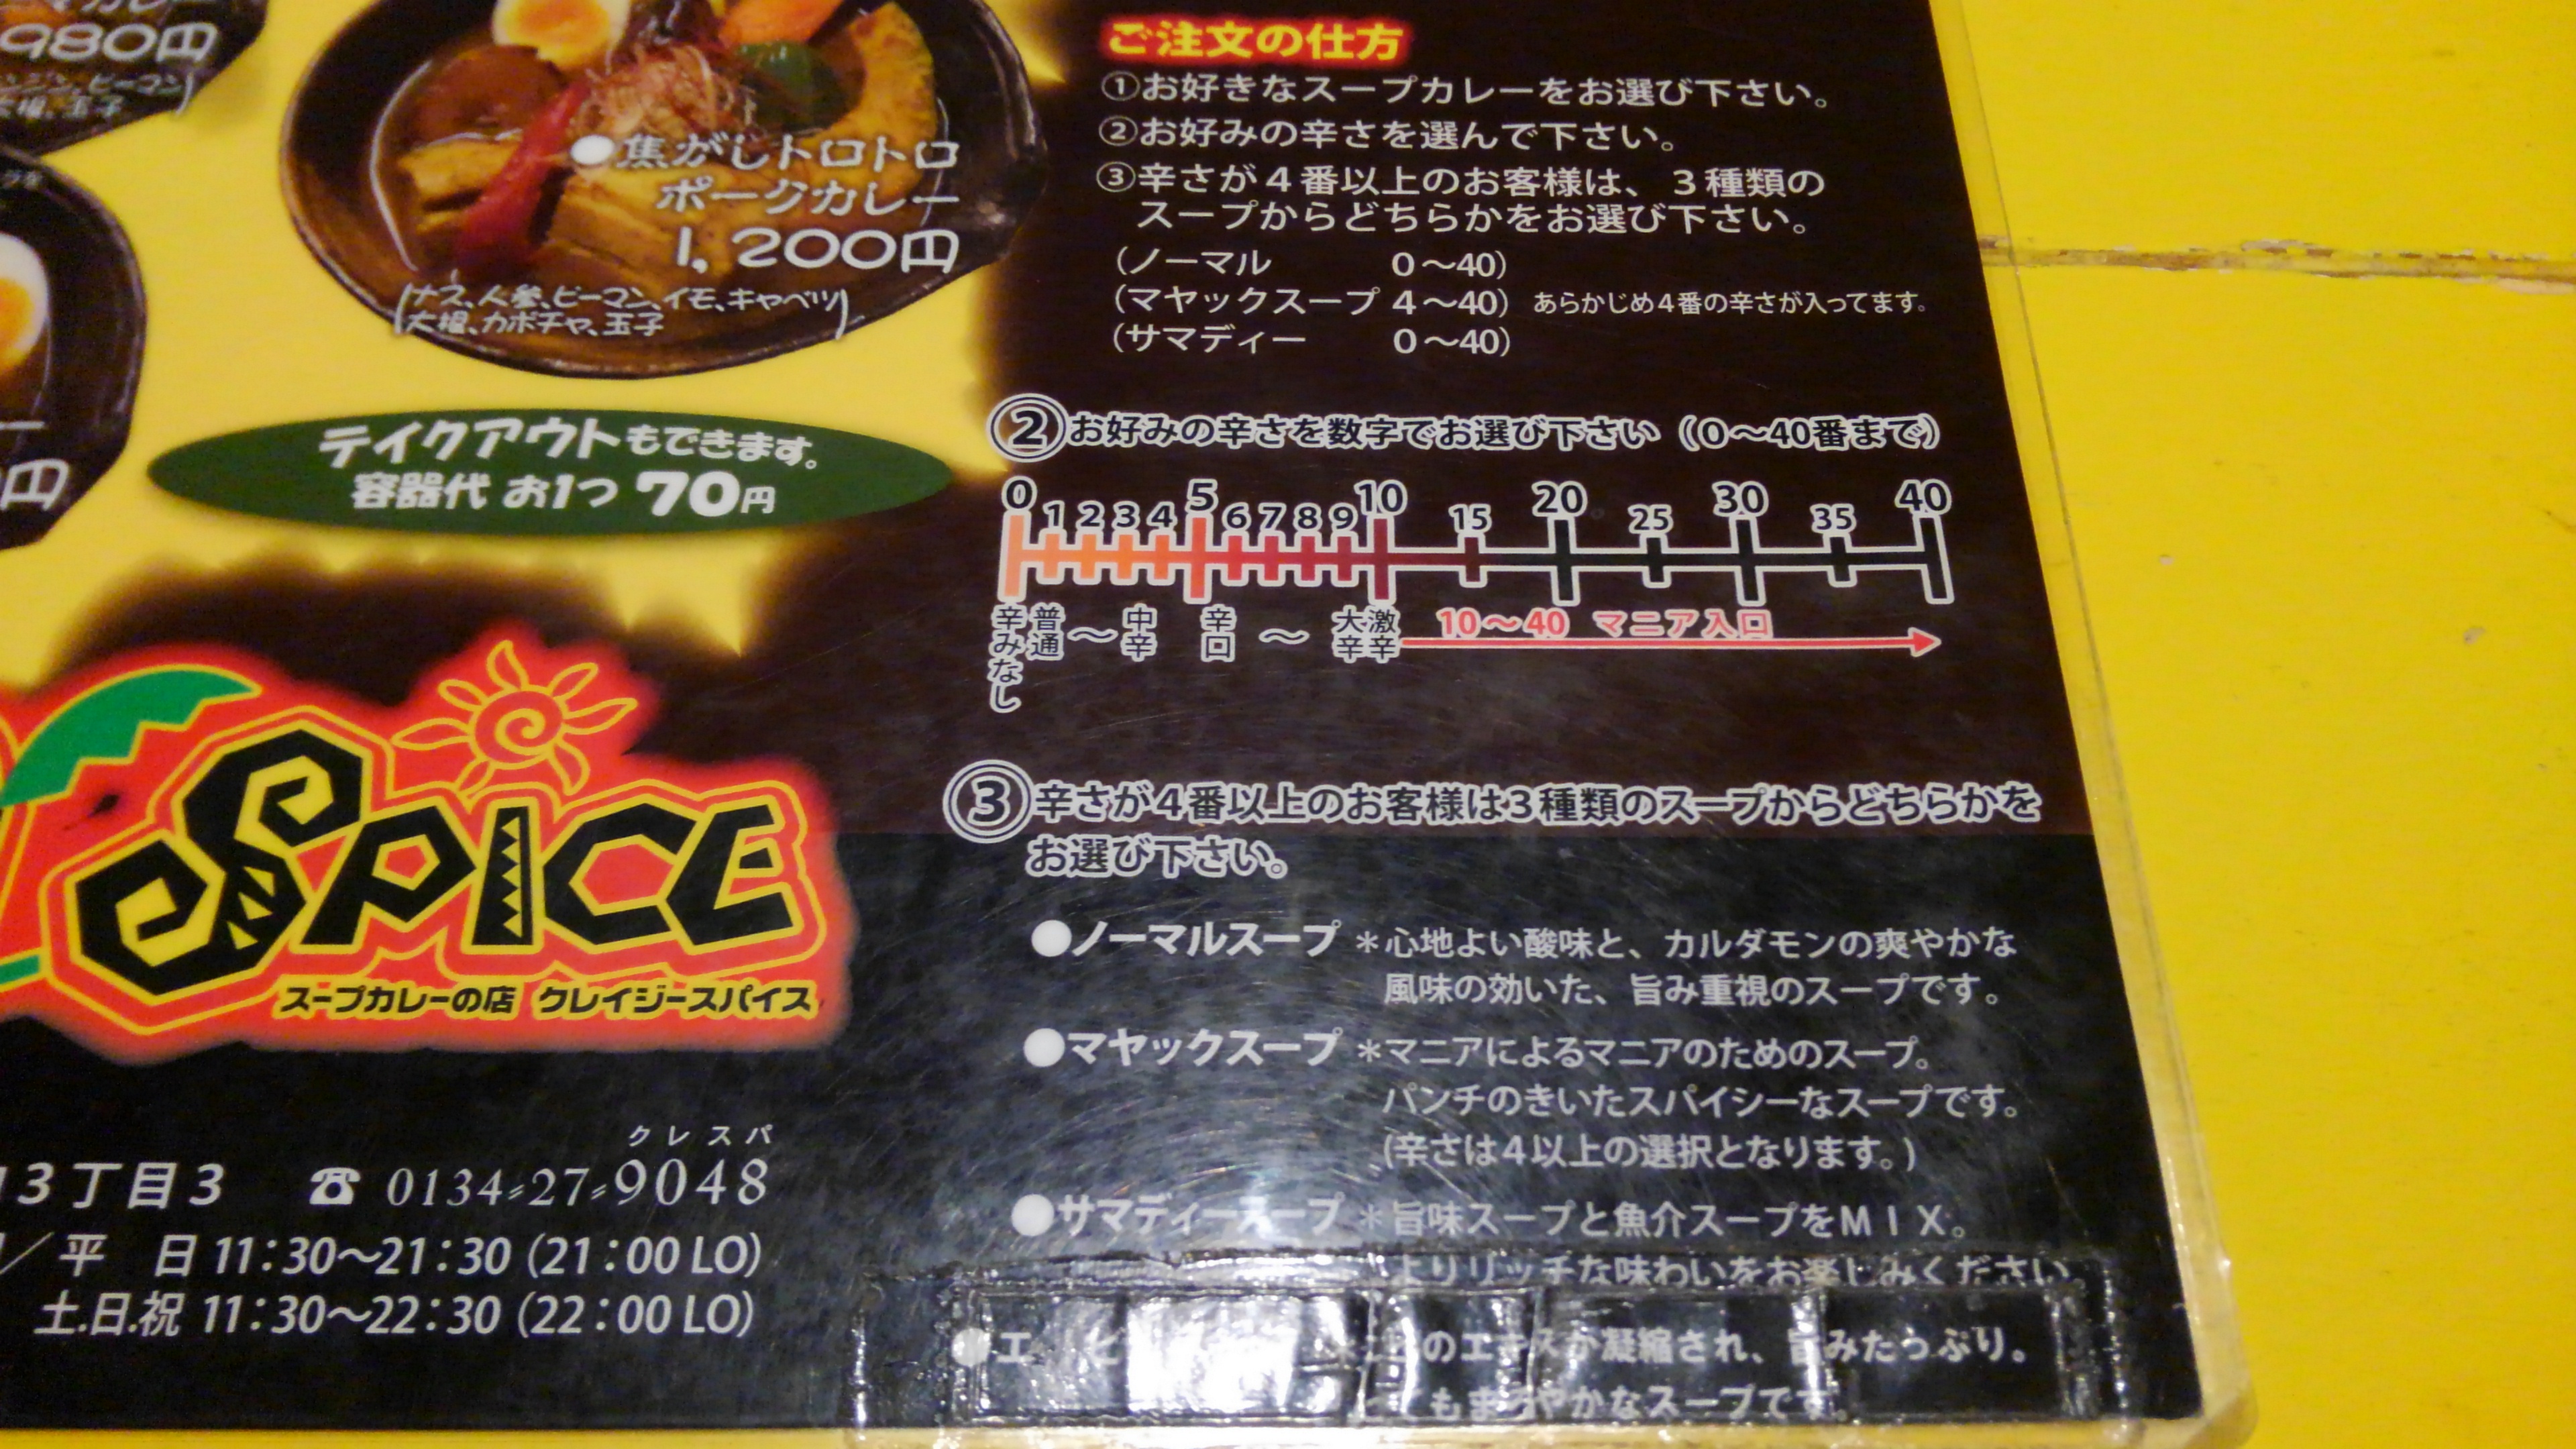 980円
ピーマン
玉子
●焦がしトロトロ
ポークカレー
1,200円
(ナス、人参、ピーマン、イモ、キャベツ
大根、カボチャ、玉子)
円
テイクアウトもできます。
容器代 お1つ 70円
SPICE
スープカレーの店 クレイジースパイス
クレスパ
3丁目3 ☎ 0134-27-9048
/平 日 11:30〜21:30 (21:00 LO)
土.日.祝 11:30〜22:30 (22:00 LO)
ご注文の仕方
①お好きなスープカレーをお選び下さい。
②お好みの辛さを選んで下さい。
③辛さが4番以上のお客様は、3種類の
スープからどちらかをお選び下さい。
(ノーマル 0〜40)
(マヤックスープ 4〜40) あらかじめ4番の辛さが入ってます。
(サマディー 0〜40)
②お好みの辛さを数字でお選び下さい((0〜40番まで)
0 1 2 3 4 5 6 7 8 9 10 15 20 25 30 35 40
辛みなし 普通 〜 中辛 辛口 〜 大辛 激辛 10〜40 マニア入口
③辛さが4番以上のお客様は3種類のスープからどちらかを
お選び下さい。
●ノーマルスープ *心地よい酸味と、カルダモンの爽やかな
風味の効いた、旨み重視のスープです。
●マヤックスープ *マニアによるマニアのためのスープ。
パンチのきいたスパイシーなスープです。
(辛さは4以上の選択となります。)
●サマディースープ *旨味スープと魚介スープをMIX。
よりリッチな味わいをお楽しみください。
のエキスが凝縮され、旨みたっぷり。
とてもまろやかなスープです。